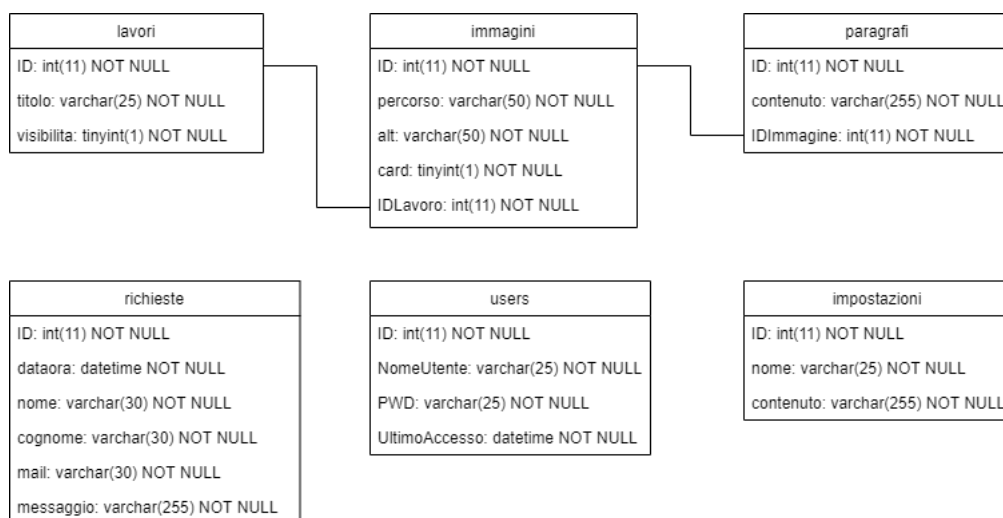 lavori
ID: int(11) NOT NULL
titolo: varchar(25) NOT NULL
visibilita: tinyint(1) NOT NULL
immagini
ID: int(11) NOT NULL
percorso: varchar(50) NOT NULL
alt: varchar(50) NOT NULL
card: tinyint(1) NOT NULL
IDLavoro: int(11) NOT NULL
paragrafi
ID: int(11) NOT NULL
contenuto: varchar(255) NOT NULL
IDImmagine: int(11) NOT NULL
richieste
ID: int(11) NOT NULL
dataora: datetime NOT NULL
nome: varchar(30) NOT NULL
cognome: varchar(30) NOT NULL
mail: varchar(30) NOT NULL
messaggio: varchar(255) NOT NULL
users
ID: int(11) NOT NULL
NomeUtente: varchar(25) NOT NULL
PWD: varchar(25) NOT NULL
UltimoAccesso: datetime NOT NULL
impostazioni
ID: int(11) NOT NULL
nome: varchar(25) NOT NULL
contenuto: varchar(255) NOT NULL